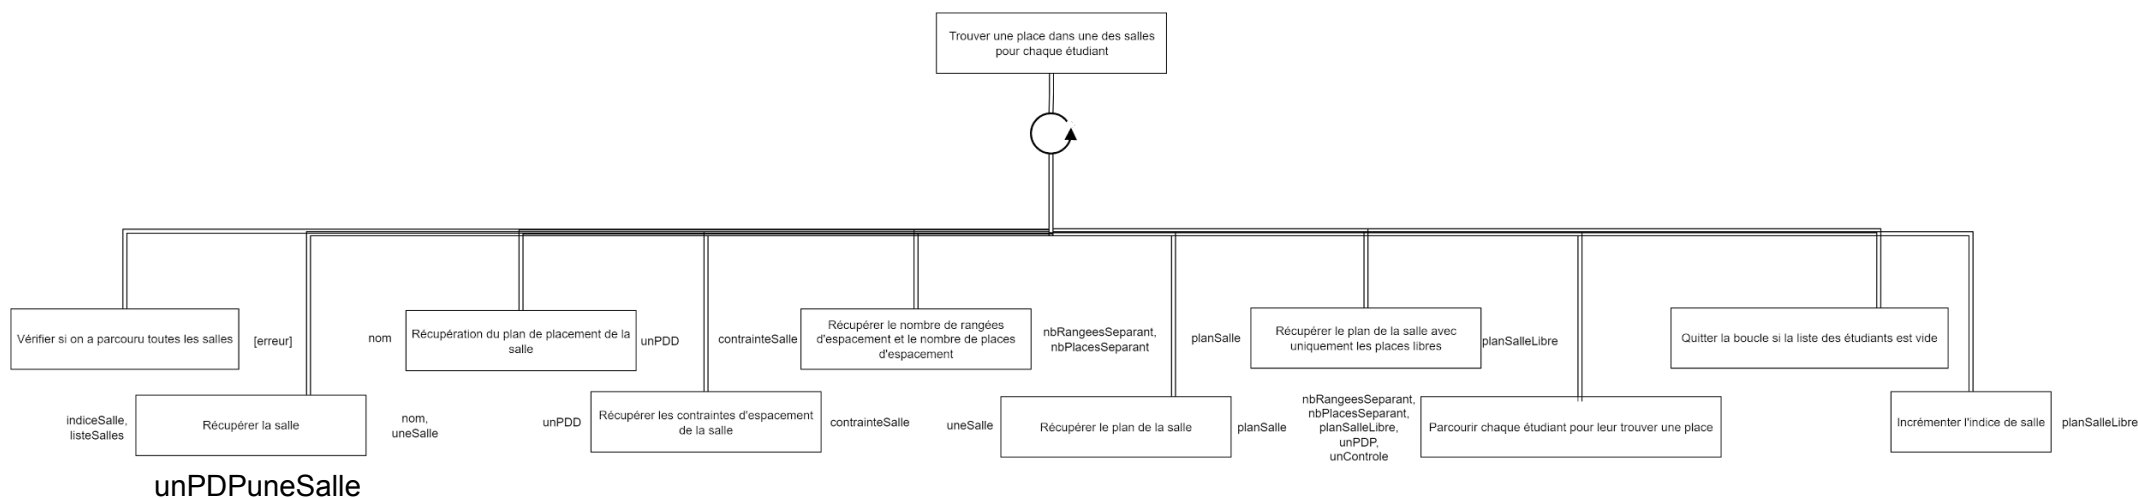 Trouver une place dans une des salles
pour chaque étudiant
Vérifier si on a parcouru toutes les salles
[erreur]
nom
Récupération du plan de placement de la
salle
unPDD
contrainteSalle
Récupérer le nombre de rangées
d'espacement et le nombre de places
d'espacement
nbRangeesSeparant,
nbPlacesSeparant
planSalle
Récupérer le plan de la salle avec
uniquement les places libres
planSalleLibre
Quitter la boucle si la liste des étudiants est vide
indiceSalle,
listeSalles
Récupérer la salle
nom,
uneSalle
unPDD
Récupérer les contraintes d'espacement
de la salle
contrainteSalle
uneSalle
Récupérer le plan de la salle
planSalle
nbRangeesSeparant,
nbPlacesSeparant,
planSalleLibre,
unPDP,
unControle
Parcourir chaque étudiant pour leur trouver une place
Incrémenter l'indice de salle
planSalleLibre
unPDPuneSalle